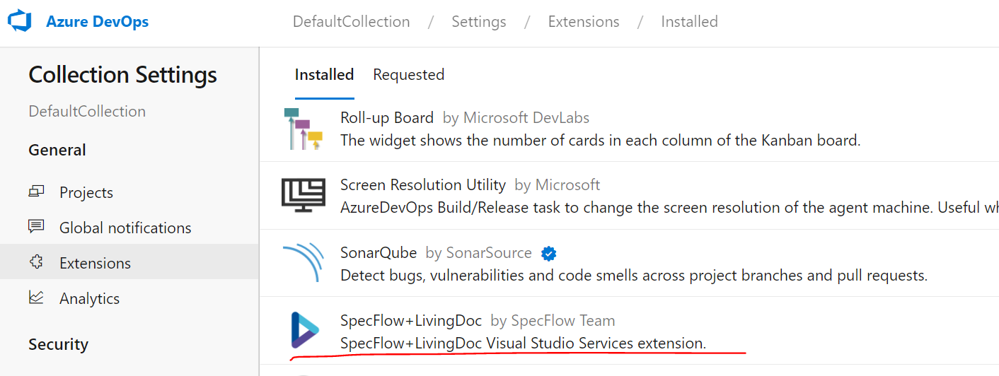 Azure DevOps
DefaultCollection / Settings / Extensions / Installed
Collection Settings
DefaultCollection
General
Projects
Global notifications
Extensions
Analytics
Security
Installed Requested
Roll-up Board by Microsoft DevLabs
The widget shows the number of cards in each column of the Kanban board.
Screen Resolution Utility by Microsoft
AzureDevOps Build/Release task to change the screen resolution of the agent machine. Useful
SonarQube by SonarSource
Detect bugs, vulnerabilities and code smells across project branches and pull requests.
SpecFlow+LivingDoc by SpecFlow Team
SpecFlow+LivingDoc Visual Studio Services extension.